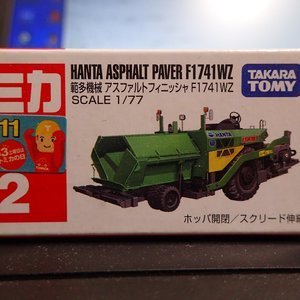 ミカ
HANTA ASPHALT PAVER F1741WZ
範多機械 アスファルトフィニッシャ F1741WZ
SCALE 1/77
TAKARA
TOMY
11
2
HANTA
ホッパ開閉/スクリード伸